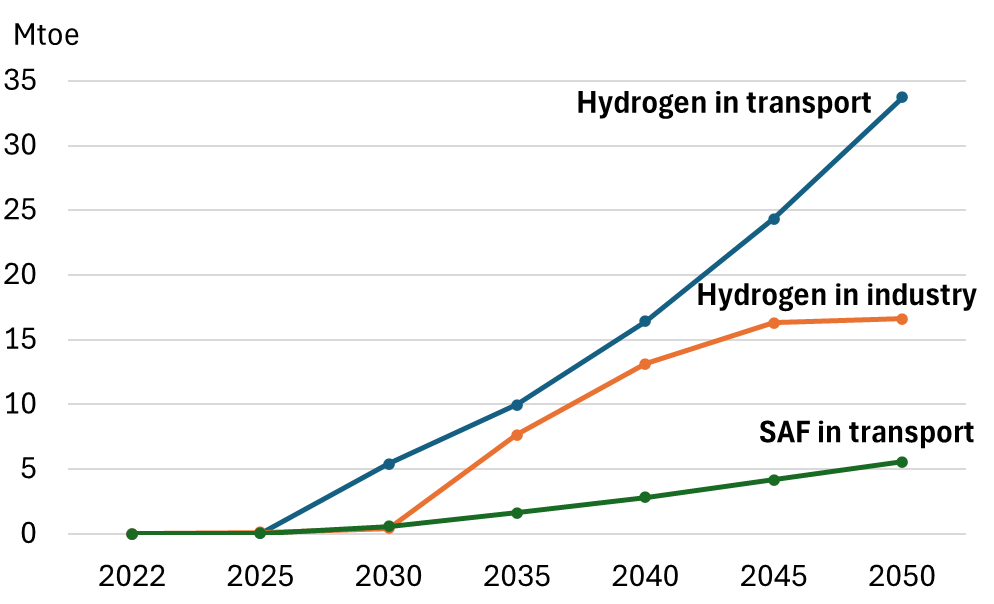 Mtoe
35
Hydrogen in transport
30
25
20
Hydrogen in industry
15
10
SAF in transport
5
0
2022 2025 2030 2035 2040 2045 2050